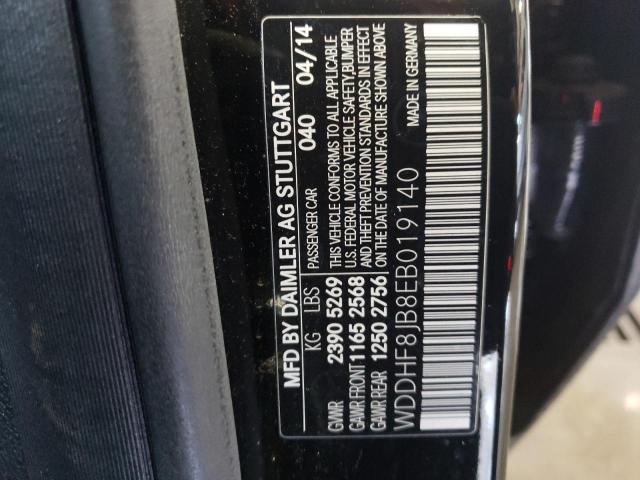 MFD BY DAIMLER AG STUTTGART
KG LBS PASSENGER CAR 040 04/14
GVWR 2390 5269 THIS VEHICLE CONFORMS TO ALL APPLICABLE
GAWR FRONT 1165 2568 U.S. FEDERAL MOTOR VEHICLE SAFETY,BUMPER
GAWR REAR 1250 2756 AND THEFT PREVENTION STANDARDS IN EFFECT
ON THE DATE OF MANUFACTURE SHOWN ABOVE
MADE IN GERMANY
WDDHF8JB8EB019140